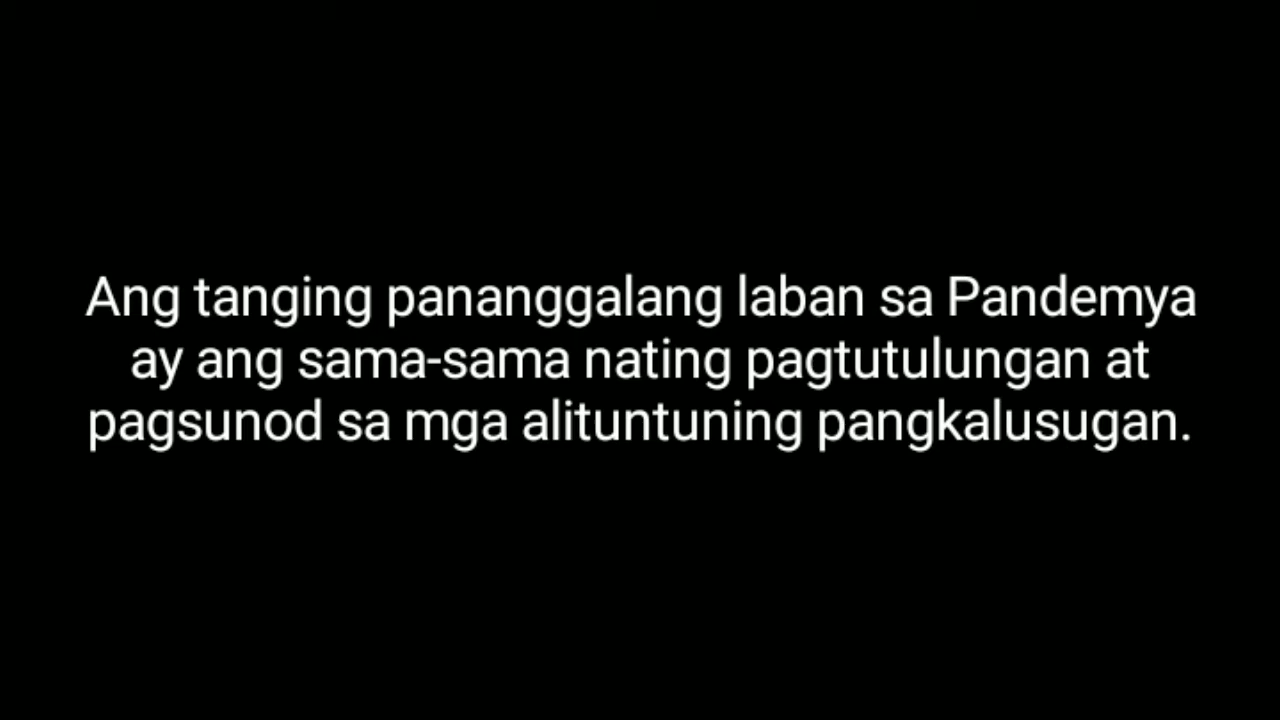 Ang tanging pananggalang laban sa Pandemya
ay ang sama-sama nating pagtutulungan at
pagsunod sa mga alituntuning pangkalusugan.